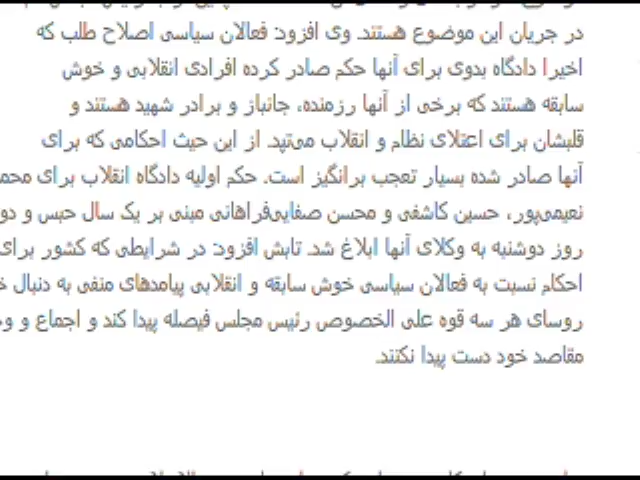 در جریان این موضوع هستند. وی افزود: فعالان سیاسی اصلاح طلب که
اخیرا دادگاه بدوی برای آنها حکم صادر کرده افرادی انقلابی و خوش
سابقه هستند که برخی از آنها رزمنده، جانباز و برادر شهید هستند و
قلبشان برای اعتلای نظام و انقلاب می‌تپد. از این حیث احکامی که برای
آنها صادر شده بسیار تعجب برانگیز است. حکم اولیه دادگاه انقلاب برای
نعیمی‌پور، حسین کاشفی و محسن صفایی‌فراهانی مبنی بر یک سال حبس و دو
روز دوشنبه به وکلای آنها ابلاغ شد. تابش افزود: در شرایطی که کشور برای
احکام نسبت به فعالان سیاسی خوش سابقه و انقلابی پیامدهای منفی به دنبال
روسای هر سه قوه علی الخصوص رئیس مجلس فیصله پیدا کند و اجماع و
مقاصد خود دست پیدا نکنند.